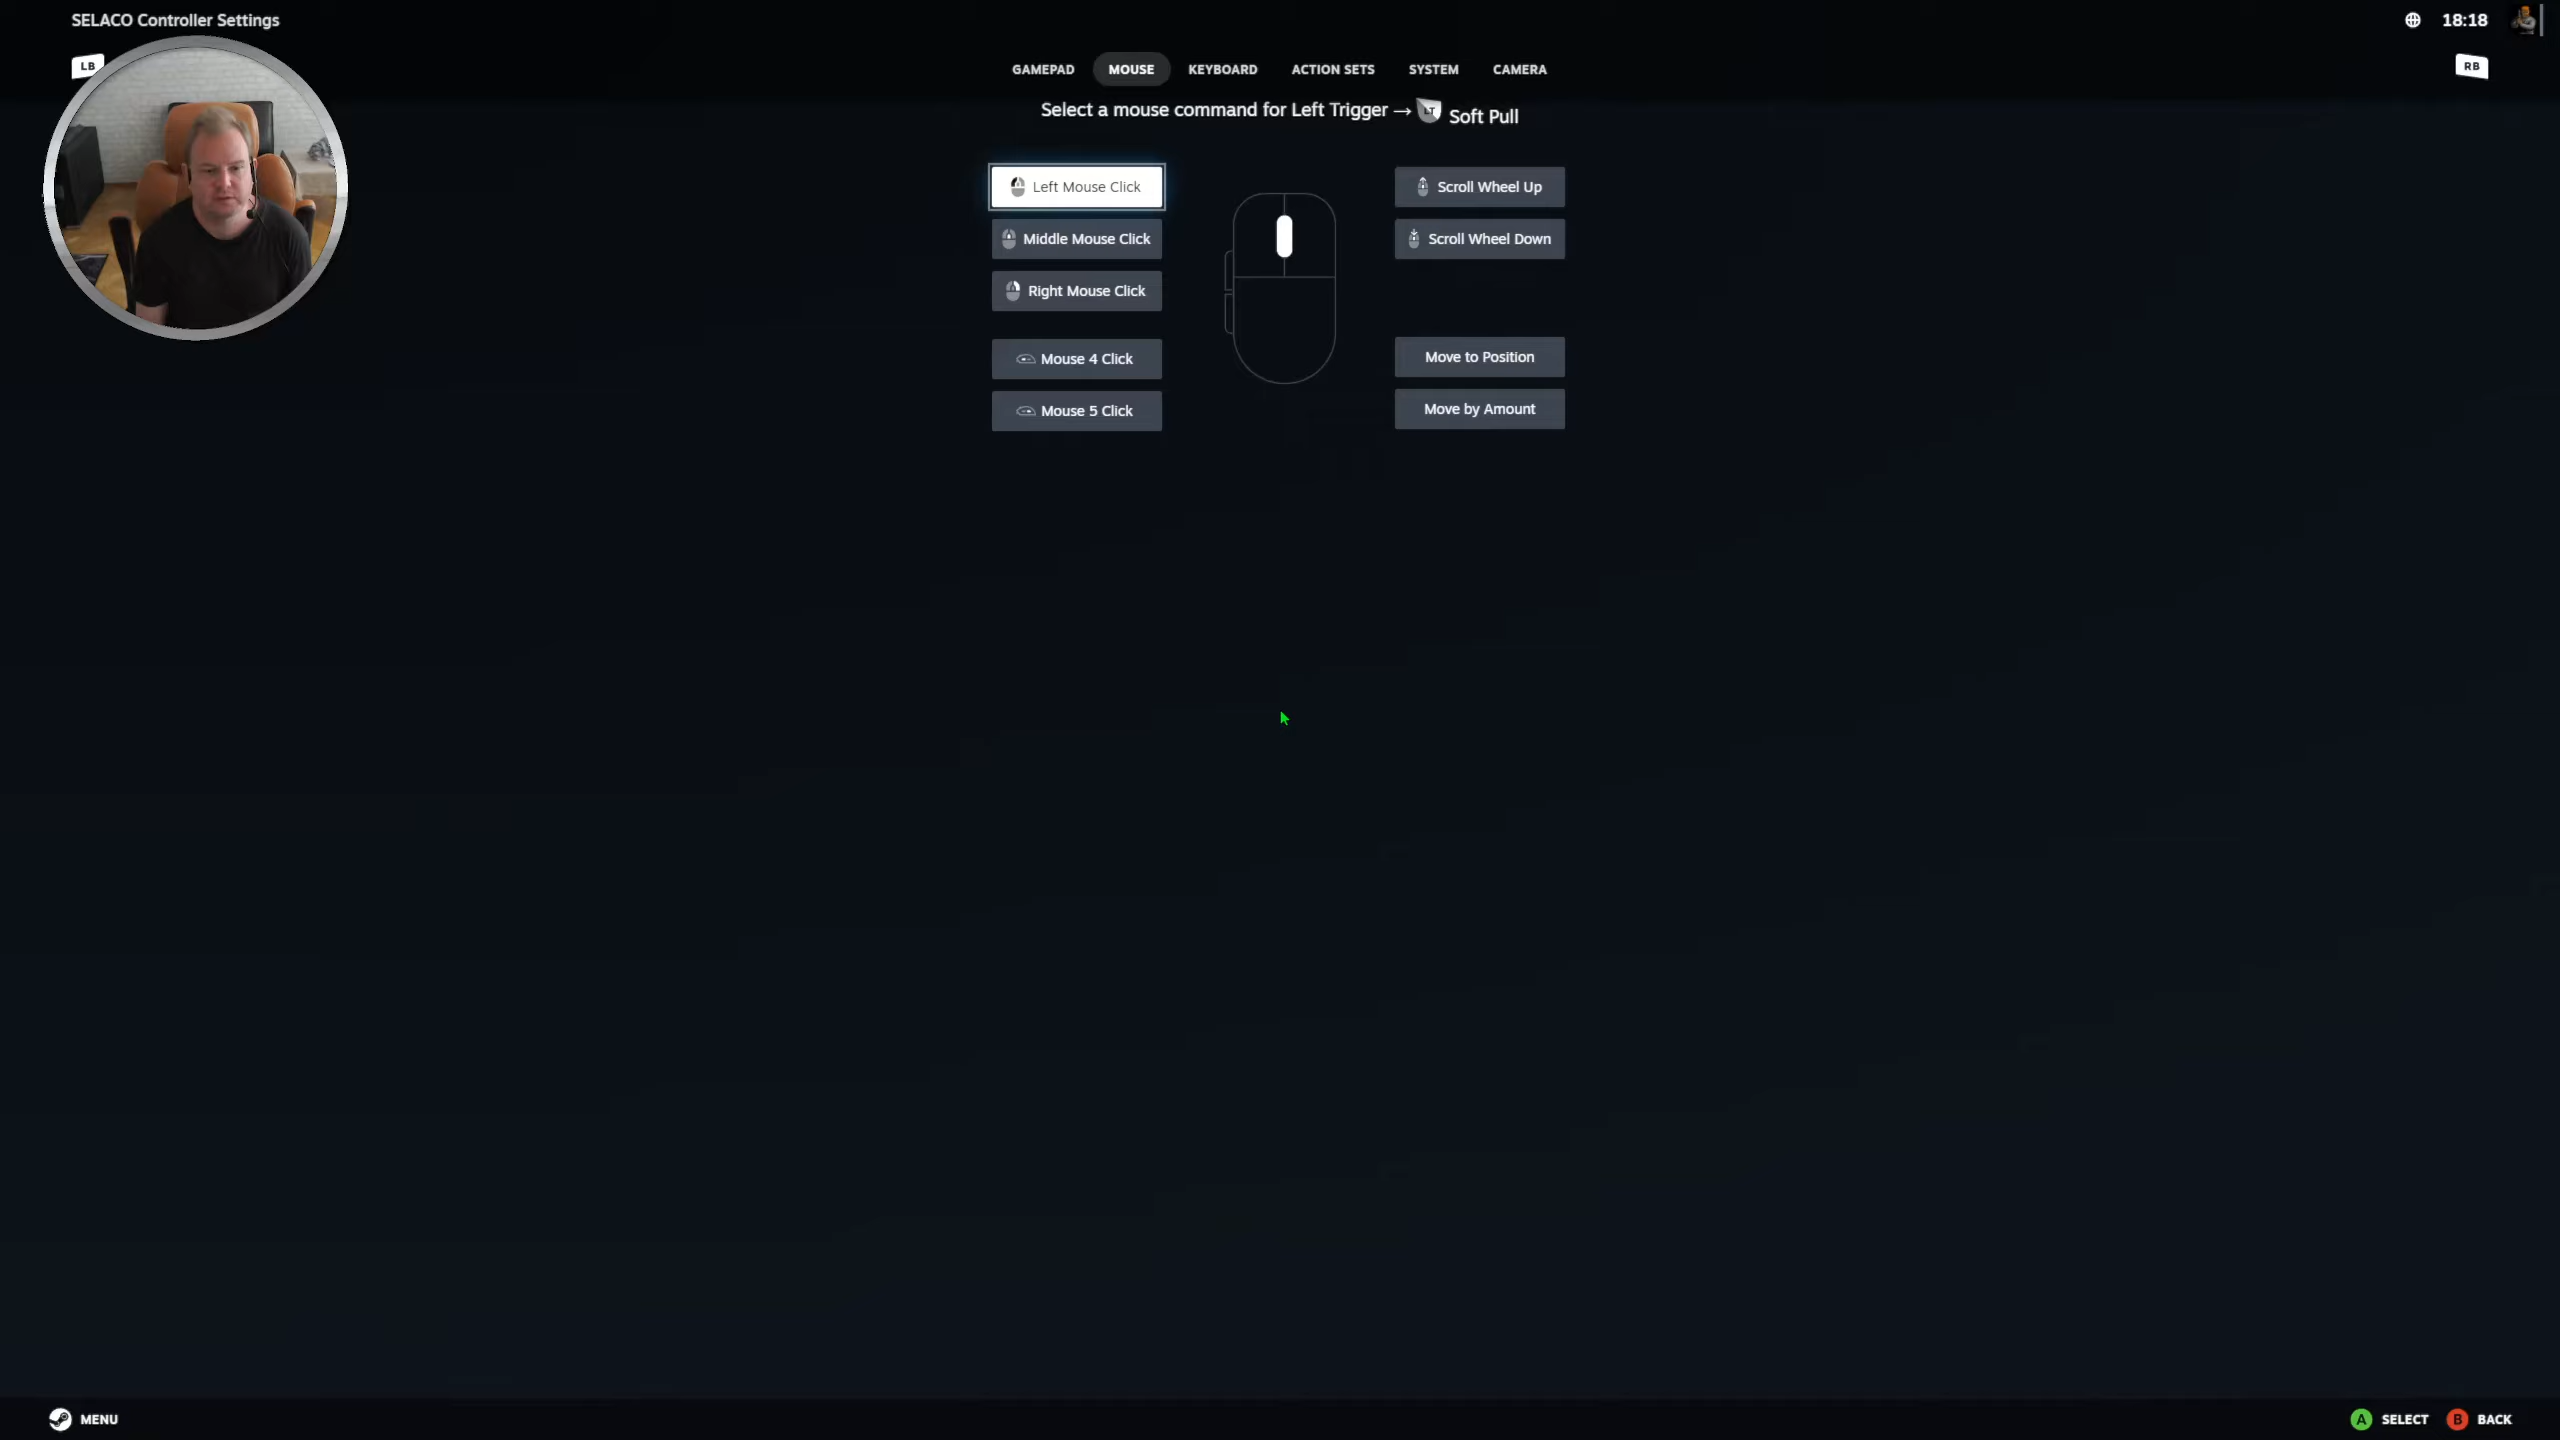 SELACO Controller Settings
18:18
LB
GAMEPAD
MOUSE
KEYBOARD
ACTION SETS
SYSTEM
CAMERA
RB
Select a mouse command for Left Trigger → LT Soft Pull
Left Mouse Click
Middle Mouse Click
Right Mouse Click
Mouse 4 Click
Mouse 5 Click
Scroll Wheel Up
Scroll Wheel Down
Move to Position
Move by Amount
MENU
A SELECT
B BACK